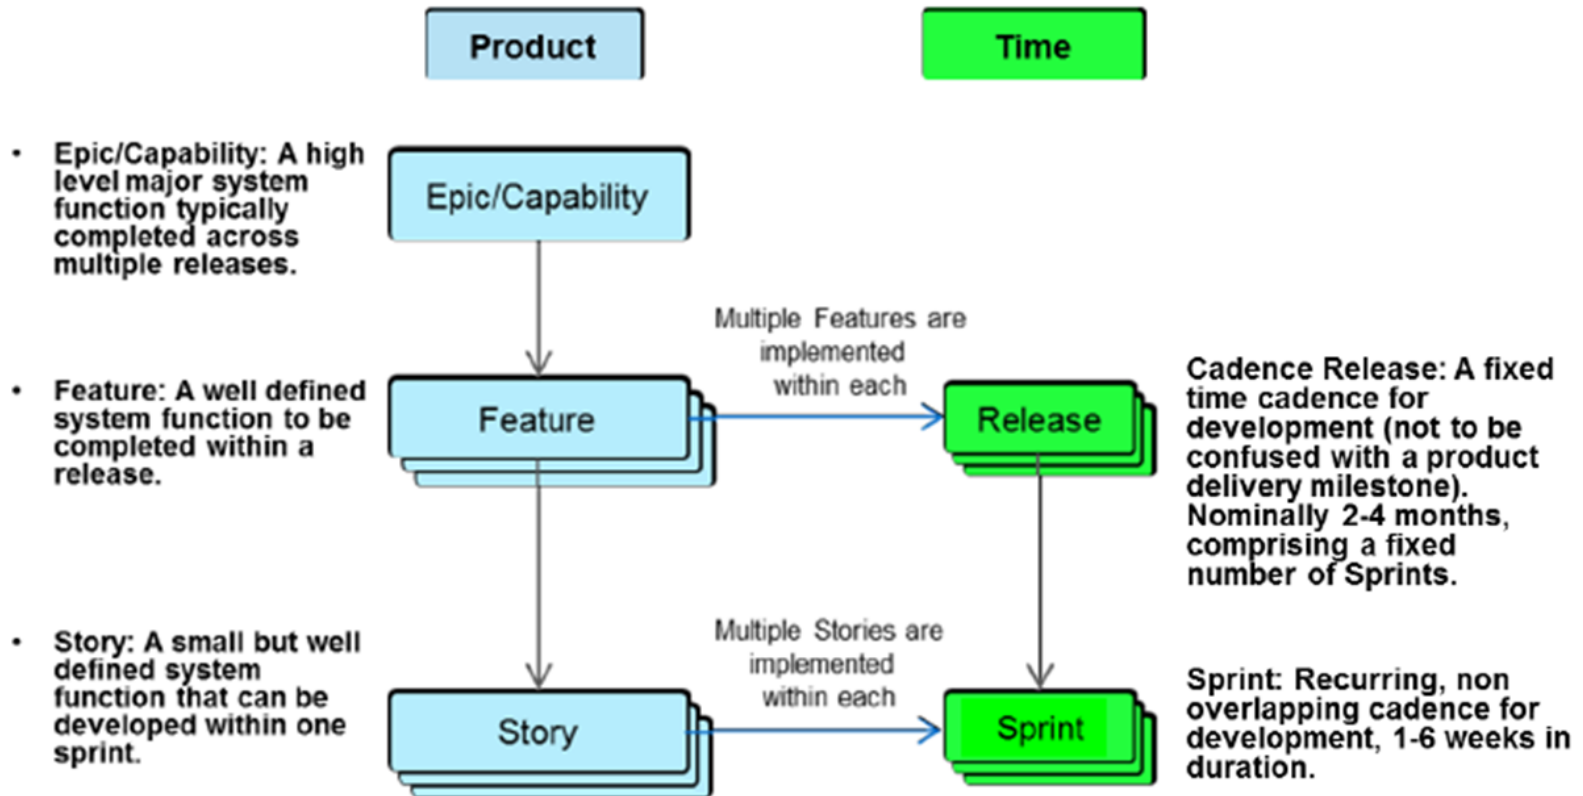 Product
Time
• Epic/Capability: A high
level major system
function typically
completed across
multiple releases.
Epic/Capability
Multiple Features are
implemented
within each
• Feature: A well defined
system function to be
completed within a
release.
Feature
Release
Cadence Release: A fixed
time cadence for
development (not to be
confused with a product
delivery milestone).
Nominally 2-4 months,
comprising a fixed
number of Sprints.
Multiple Stories are
implemented
within each
• Story: A small but well
defined system
function that can be
developed within one
sprint.
Story
Sprint
Sprint: Recurring, non
overlapping cadence for
development, 1-6 weeks in
duration.